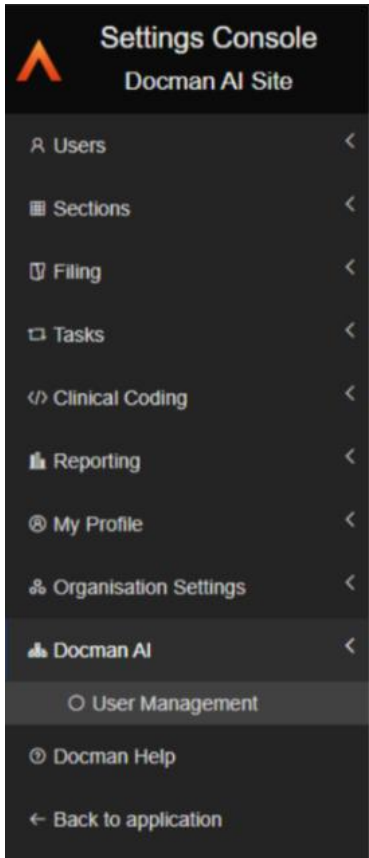 Settings Console
Docman AI Site
Users
Sections
Filing
Tasks
Clinical Coding
Reporting
My Profile
Organisation Settings
Docman AI
User Management
Docman Help
Back to application